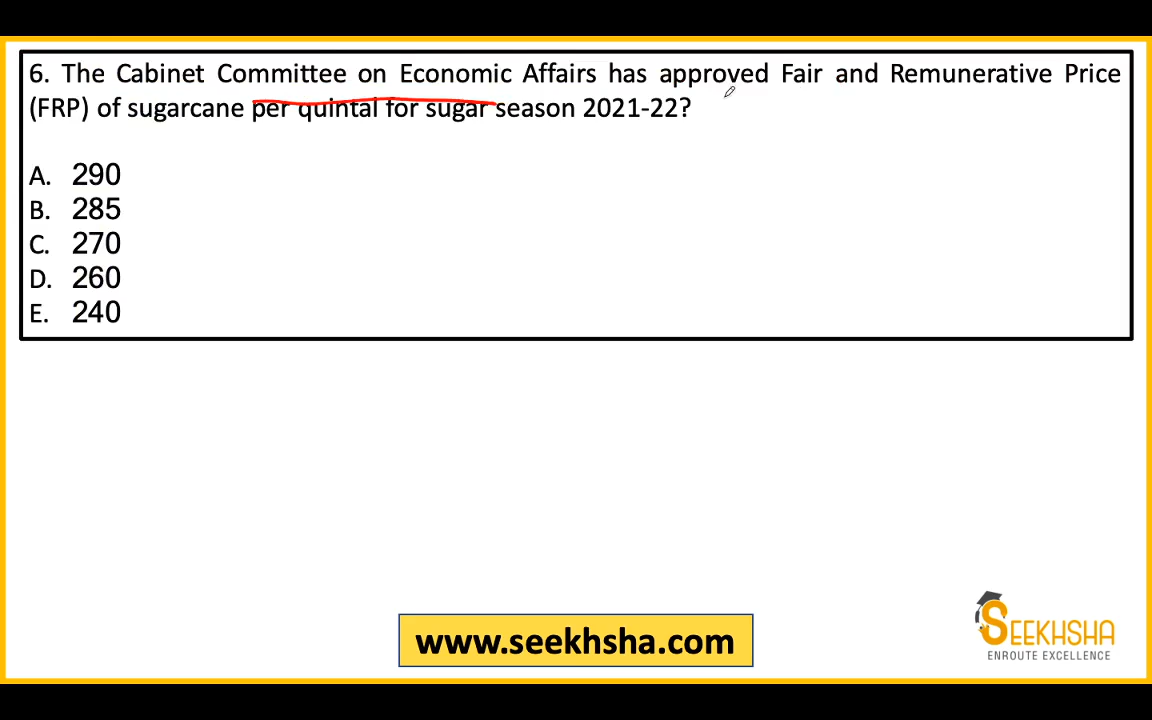 6. The Cabinet Committee on Economic Affairs has approved Fair and Remunerative Price
(FRP) of sugarcane per quintal for sugar season 2021-22?
A. 290
B. 285
C. 270
D. 260
E. 240
www.seekhsha.com
SEEKHSHA
ENROUTE EXCELLENCE